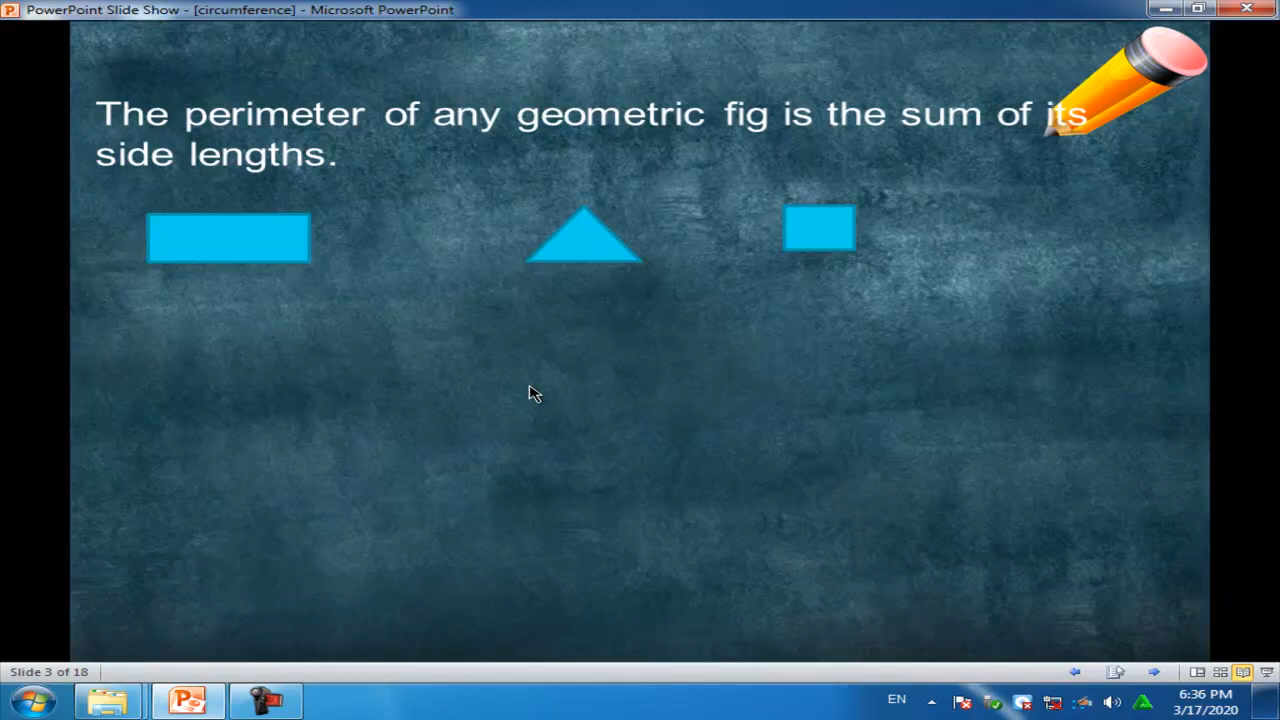 PowerPoint Slide Show - [circumference] - Microsoft PowerPoint
The perimeter of any geometric fig is the sum of its
side lengths.
Slide 3 of 18
EN
6:36 PM
3/17/2020